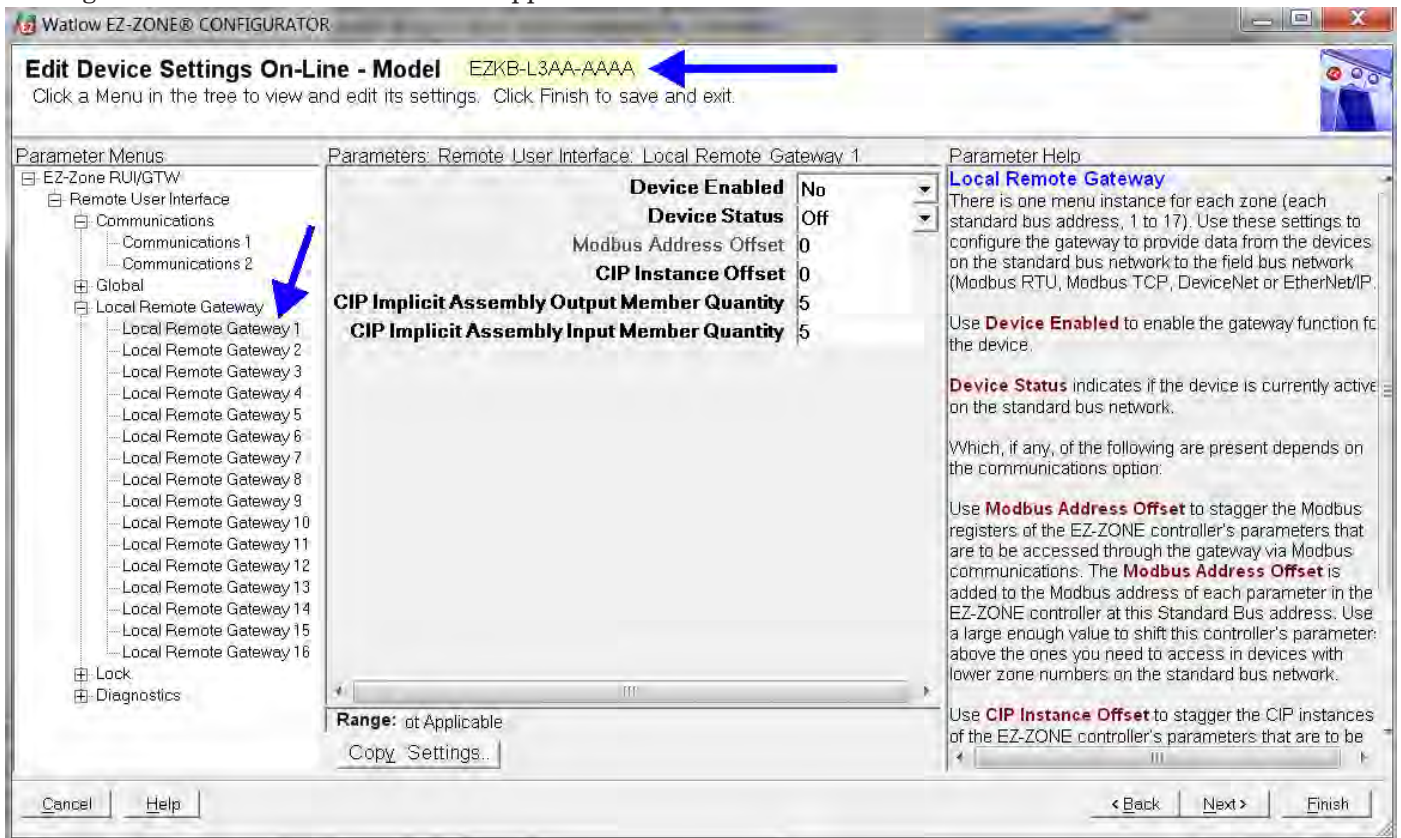 Watlow EZ-ZONE® CONFIGURATOR
Edit Device Settings On-Line - Model EZKB-L3AA-AAAA
Click a Menu in the tree to view and edit its settings. Click Finish to save and exit.
Parameter Menus
EZ-Zone RUI/GTW
Remote User Interface
Communications
Communications 1
Communications 2
Global
Local Remote Gateway
Local Remote Gateway 1
Local Remote Gateway 2
Local Remote Gateway 3
Local Remote Gateway 4
Local Remote Gateway 5
Local Remote Gateway 6
Local Remote Gateway 7
Local Remote Gateway 8
Local Remote Gateway 9
Local Remote Gateway 10
Local Remote Gateway 11
Local Remote Gateway 12
Local Remote Gateway 13
Local Remote Gateway 14
Local Remote Gateway 15
Local Remote Gateway 16
Lock
Diagnostics
Parameters: Remote User Interface: Local Remote Gateway 1
Device Enabled No
Device Status Off
Modbus Address Offset 0
CIP Instance Offset 0
CIP Implicit Assembly Output Member Quantity 5
CIP Implicit Assembly Input Member Quantity 5
Range: ot Applicable
Copy Settings..
Parameter Help
Local Remote Gateway
There is one menu instance for each zone (each
standard bus address, 1 to 17). Use these settings to
configure the gateway to provide data from the devices
on the standard bus network to the field bus network
(Modbus RTU, Modbus TCP, DeviceNet or EtherNet/IP.
Use Device Enabled to enable the gateway function fc
the device.
Device Status indicates if the device is currently active
on the standard bus network.
Which, if any, of the following are present depends on
the communications option:
Use Modbus Address Offset to stagger the Modbus
registers of the EZ-ZONE controller's parameters that
are to be accessed through the gateway via Modbus
communications. The Modbus Address Offset is
added to the Modbus address of each parameter in the
EZ-ZONE controller at this Standard Bus address. Use
a large enough value to shift this controller's parameter
above the ones you need to access in devices with
lower zone numbers on the standard bus network.
Use CIP Instance Offset to stagger the CIP instances
of the EZ-ZONE controller's parameters that are to be
Cancel Help < Back Next > Finish